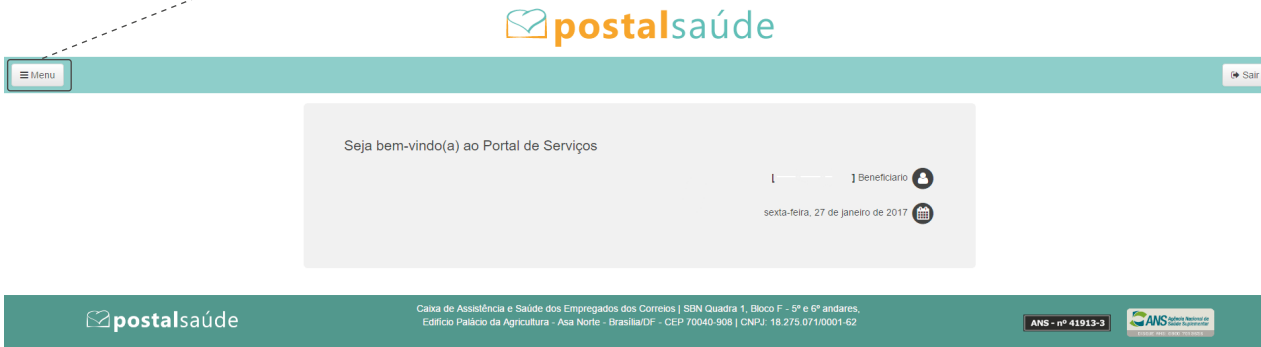 postalsaúde
Menu
Sair
Seja bem-vindo(a) ao Portal de Serviços
[ ] Beneficiario
sexta-feira, 27 de janeiro de 2017
postalsaúde
Caixa de Assistência e Saúde dos Empregados dos Correios | SBN Quadra 1, Bloco F - 5º e 6º andares,
Edifício Palácio da Agricultura - Asa Norte - Brasília/DF - CEP 70040-908 | CNPJ: 18.275.071/0001-62
ANS - nº 41913-3
ANS Agência Nacional de
Saúde Suplementar